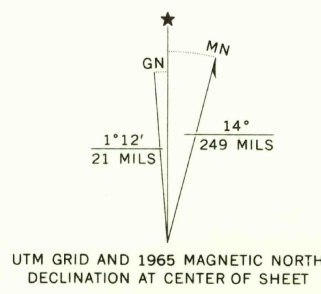 GN
MN
1°12'
21 MILS
14°
249 MILS
UTM GRID AND 1965 MAGNETIC NORTH
DECLINATION AT CENTER OF SHEET